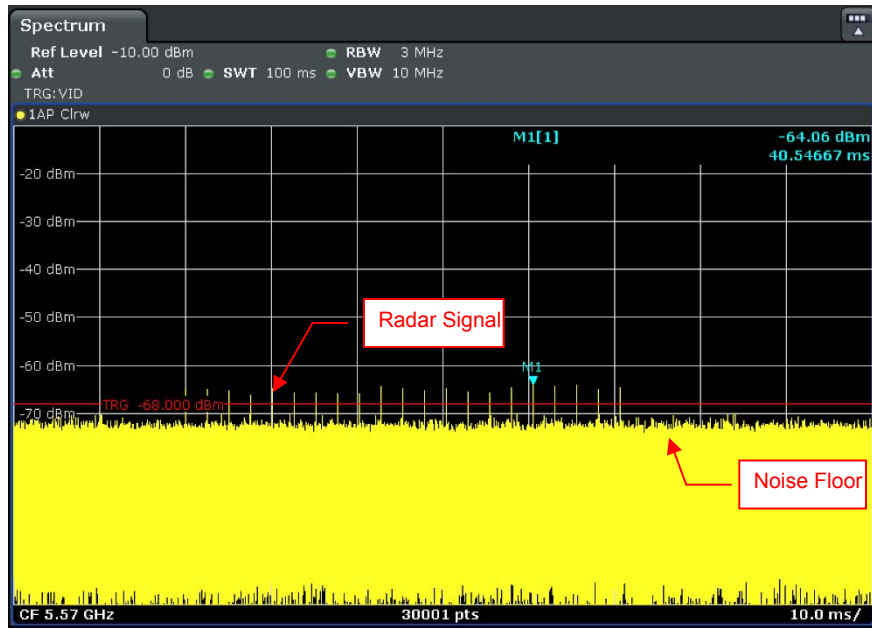 Spectrum
Ref Level -10.00 dBm RBW 3 MHz
Att 0 dB SWT 100 ms VBW 10 MHz
TRG:VID
1AP Clrw
M1[1] -64.06 dBm
40.54667 ms
-20 dBm
-30 dBm
-40 dBm
-50 dBm
Radar Signal
-60 dBm
M1
TRG -68.000 dBm
-70 dBm
Noise Floor
CF 5.57 GHz 30001 pts 10.0 ms/